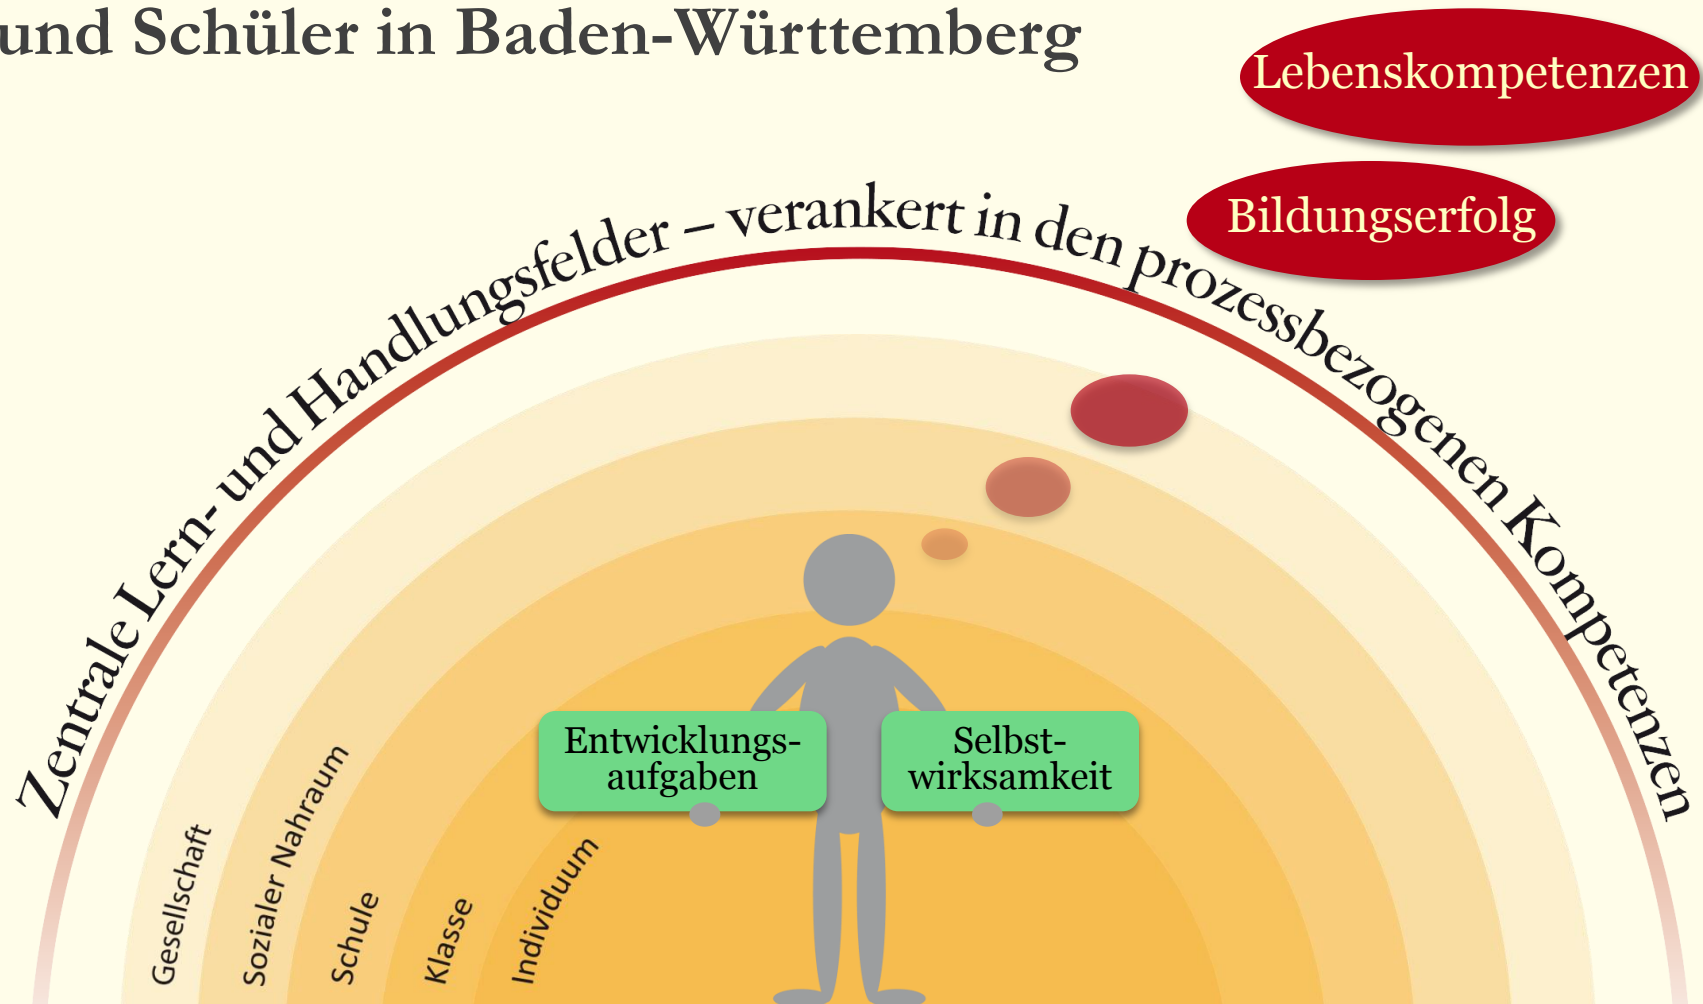 und Schüler in Baden-Württemberg
Lebenskompetenzen
Bildungserfolg
Zentrale Lern- und Handlungsfelder – verankert in den prozessbezogenen Kompetenzen
Entwicklungs-
aufgaben
Selbst-
wirksamkeit
Gesellschaft
Sozialer Nahraum
Schule
Klasse
Individuum